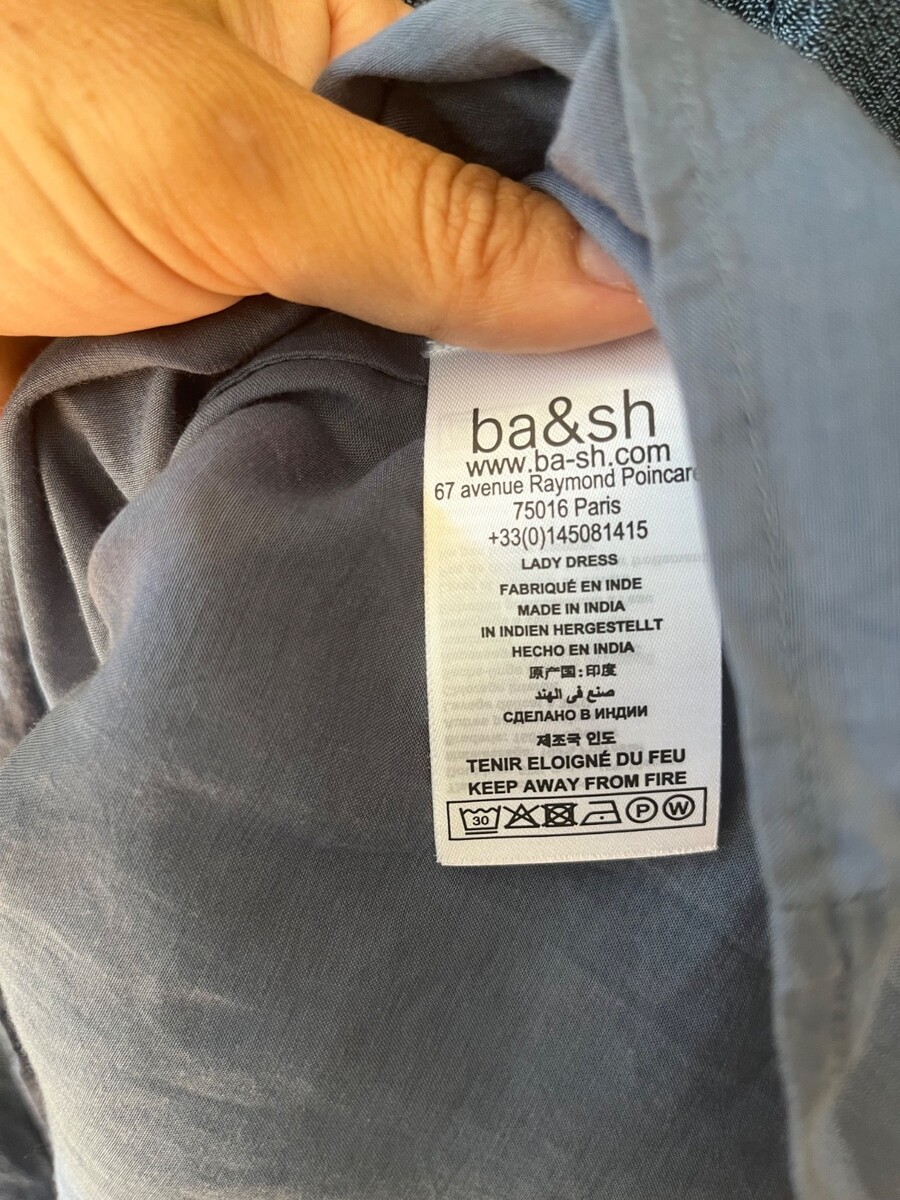 ba&sh
www.ba-sh.com
67 avenue Raymond Poincaré
75016 Paris
+33(0)145081415
LADY DRESS
FABRIQUÉ EN INDE
MADE IN INDIA
IN INDIEN HERGESTELLT
HECHO EN INDIA
原产国:印度
صنع في الهند
СДЕЛАНО В ИНДИИ
제조국 인도
TENIR ELOIGNÉ DU FEU
KEEP AWAY FROM FIRE
30 P W